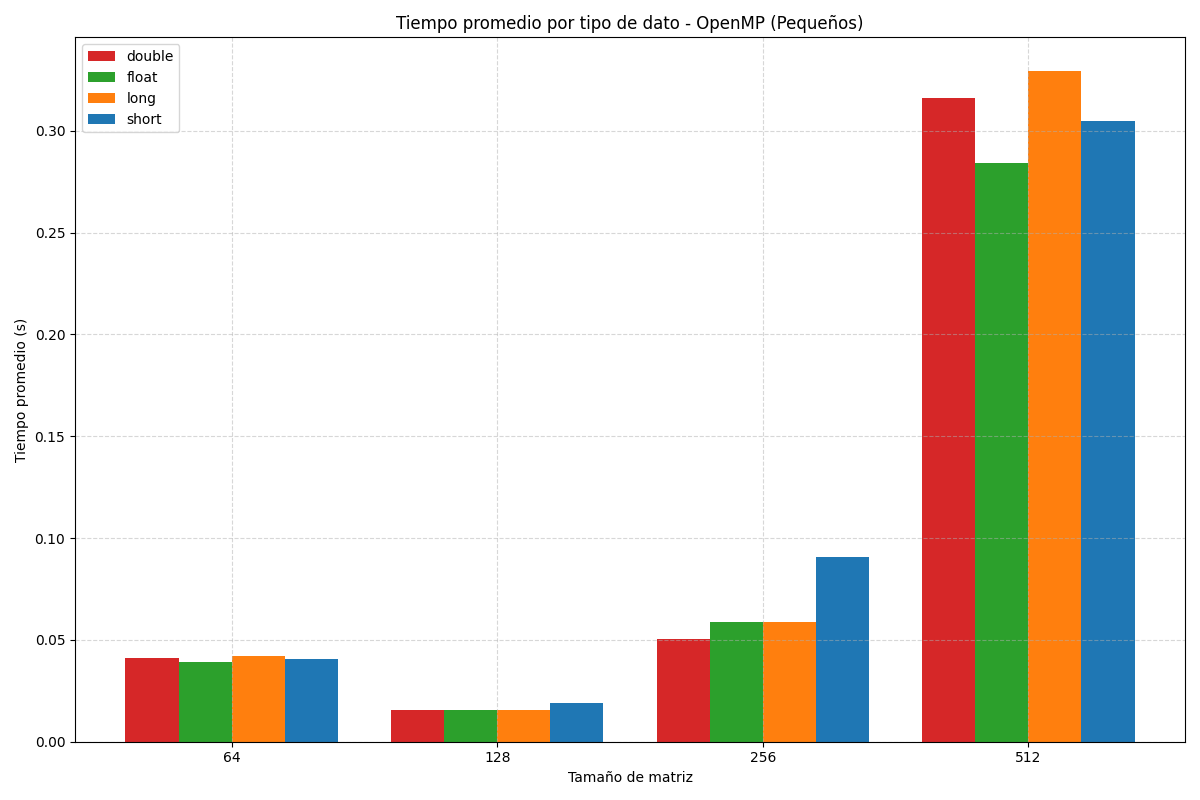 Tiempo promedio por tipo de dato - OpenMP (Pequeños)
double
float
long
short
Tiempo promedio (s)
0.30
0.25
0.20
0.15
0.10
0.05
0.00
64 128 256 512
Tamaño de matriz